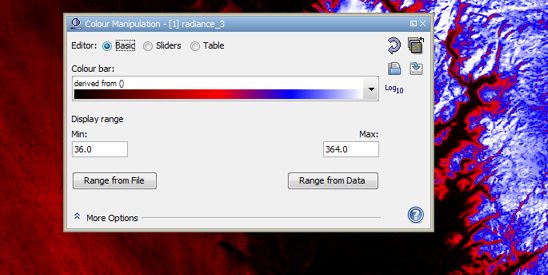 Colour Manipulation - [1] radiance_3
Editor: Basic Sliders Table
Colour bar:
derived from ()
Log10
Display range
Min: Max:
36.0 364.0
Range from File Range from Data
More Options